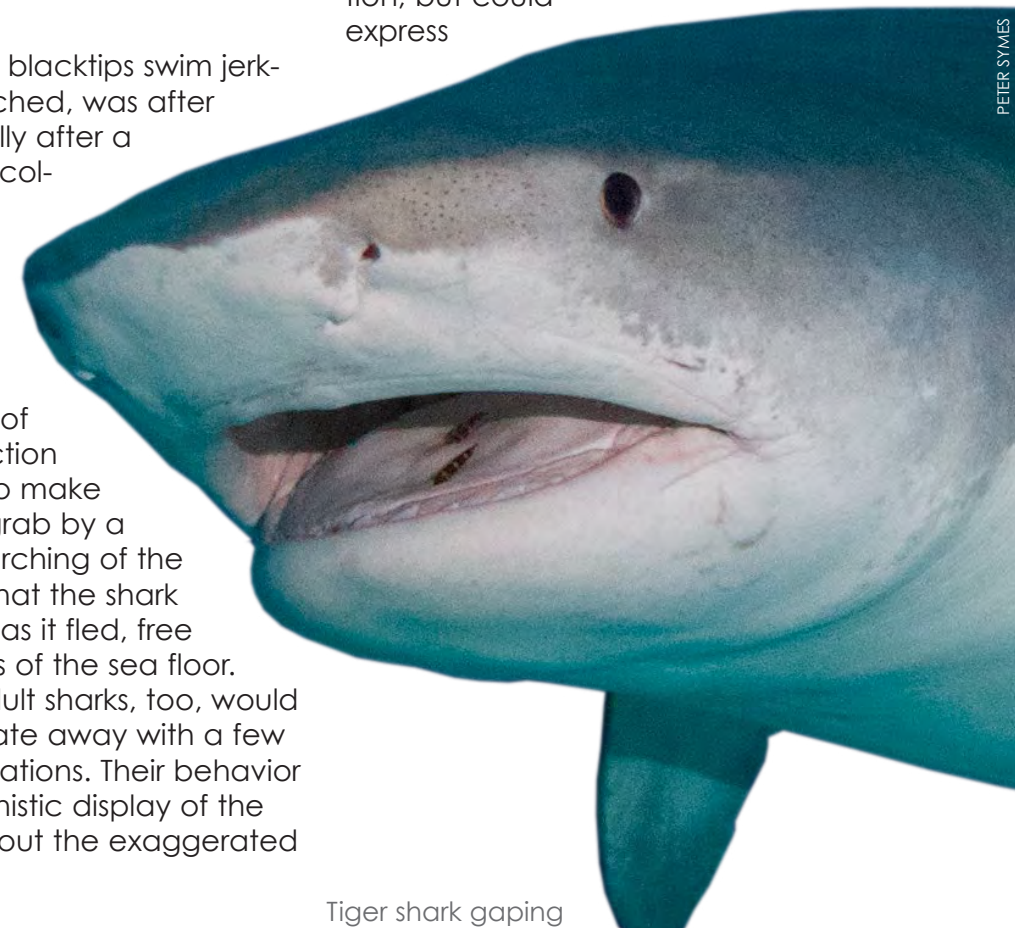 blacktips swim jerk-
ched, was after
lly after a
col-
of
ction
o make
grab by a
rching of the
hat the shark
as it fled, free
s of the sea floor.
dult sharks, too, would
ate away with a few
ations. Their behavior
nistic display of the
out the exaggerated
tion, but could
express
PETER SYMES
Tiger shark gaping